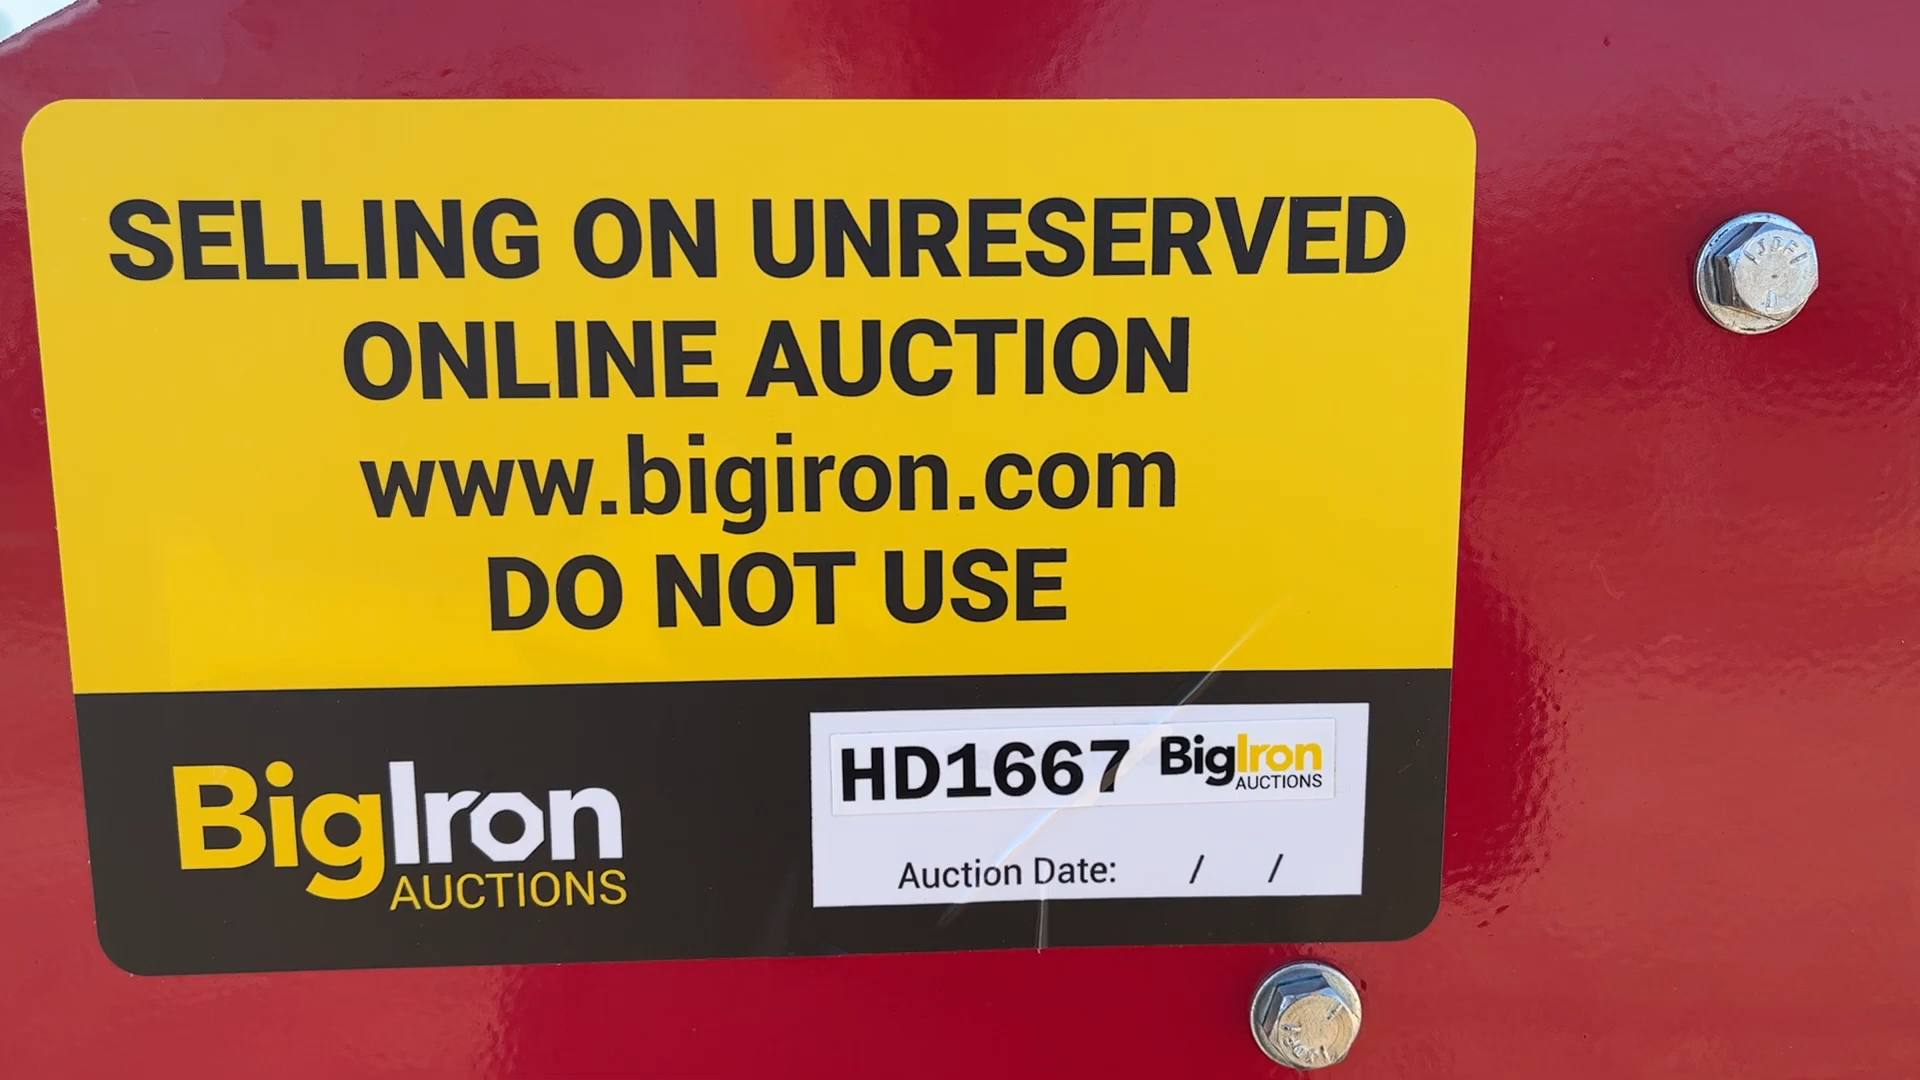 SELLING ON UNRESERVED
ONLINE AUCTION
www.bigiron.com
DO NOT USE
BigIron
AUCTIONS
HD1667 BigIron
AUCTIONS
Auction Date: / /